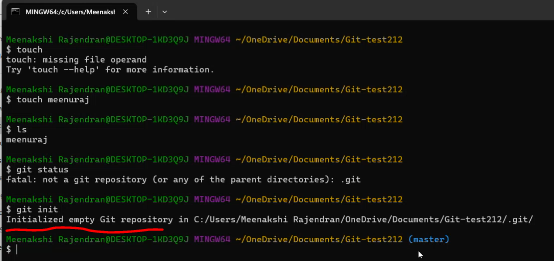 MINGW64:/c/Users/Meenaksl
Meenakshi Rajendran@DESKTOP-1KD3Q9J MINGW64 ~/OneDrive/Documents/Git-test212
$ touch
touch: missing file operand
Try 'touch --help' for more information.
Meenakshi Rajendran@DESKTOP-1KD3Q9J MINGW64 ~/OneDrive/Documents/Git-test212
$ touch meenuraj
Meenakshi Rajendran@DESKTOP-1KD3Q9J MINGW64 ~/OneDrive/Documents/Git-test212
$ ls
meenuraj
Meenakshi Rajendran@DESKTOP-1KD3Q9J MINGW64 ~/OneDrive/Documents/Git-test212
$ git status
fatal: not a git repository (or any of the parent directories): .git
Meenakshi Rajendran@DESKTOP-1KD3Q9J MINGW64 ~/OneDrive/Documents/Git-test212
$ git init
Initialized empty Git repository in C:/Users/Meenakshi Rajendran/OneDrive/Documents/Git-test212/.git/
Meenakshi Rajendran@DESKTOP-1KD3Q9J MINGW64 ~/OneDrive/Documents/Git-test212 (master)
$